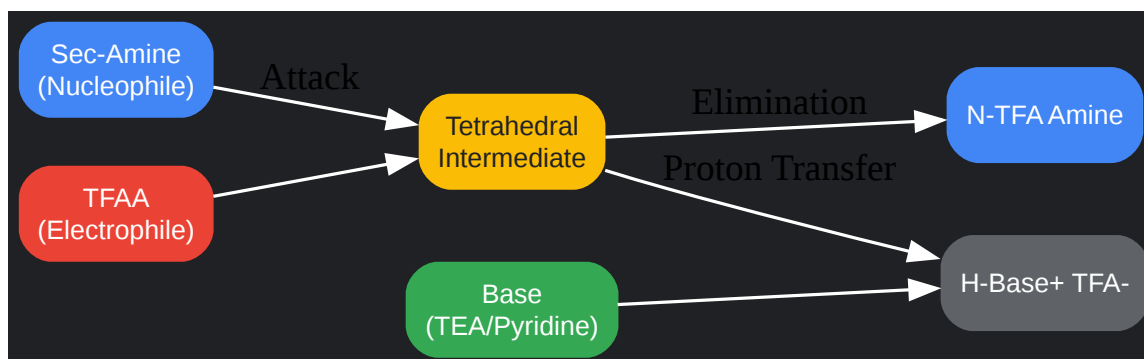 Sec-Amine
(Nucleophile)
Attack
TFAA
(Electrophile)
Tetrahedral
Intermediate
Elimination
Proton Transfer
N-TFA Amine
Base
(TEA/Pyridine)
H-Base+ TFA-